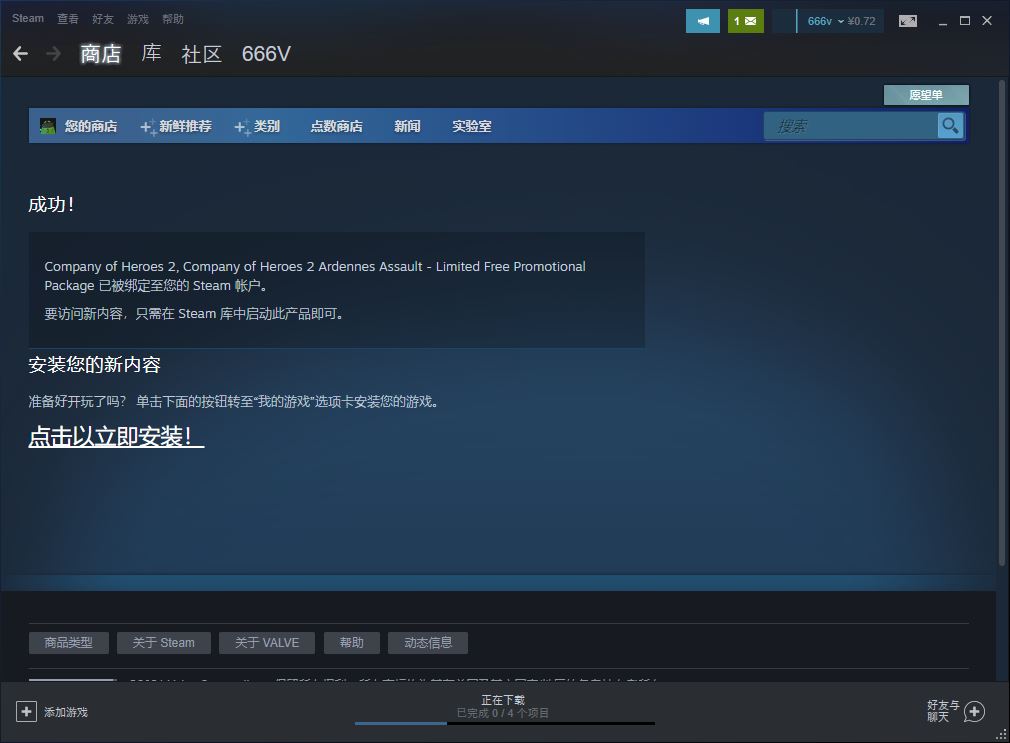 Steam 查看 好友 游戏 帮助
1 666v ¥0.72
商店 库 社区 666V
愿望单
您的商店 新鲜推荐 类别 点数商店 新闻 实验室 搜索
成功！
Company of Heroes 2, Company of Heroes 2 Ardennes Assault - Limited Free Promotional
Package 已被绑定至您的 Steam 帐户。
要访问新内容，只需在 Steam 库中启动此产品即可。
安装您的新内容
准备好开玩了吗？ 单击下面的按钮转至“我的游戏”选项卡安装您的游戏。
点击以立即安装！
商品类型 关于 Steam 关于 VALVE 帮助 动态信息
正在下载
已完成 0 / 4 个项目
添加游戏
好友与
聊天